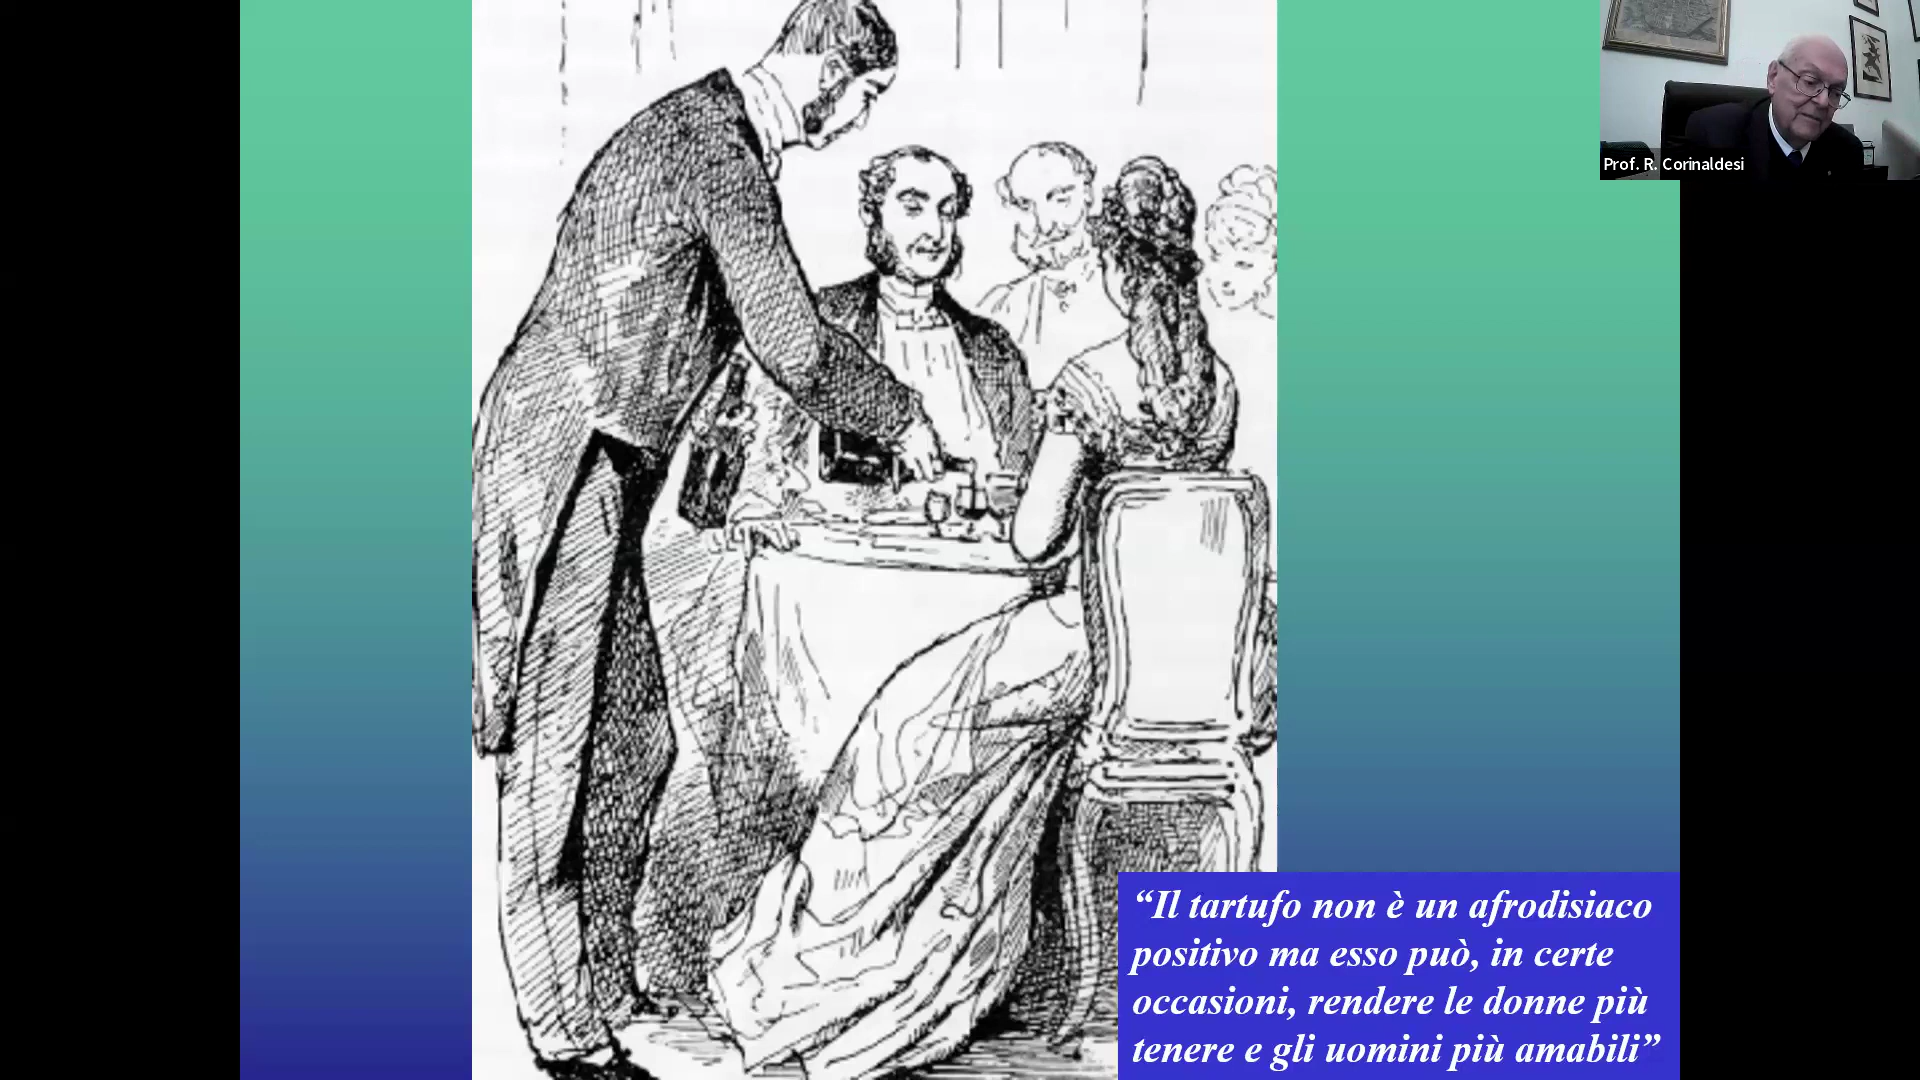 Prof. R. Corinaldesi
“Il tartufo non è un afrodisiaco
positivo ma esso può, in certe
occasioni, rendere le donne più
tenere e gli uomini più amabili”